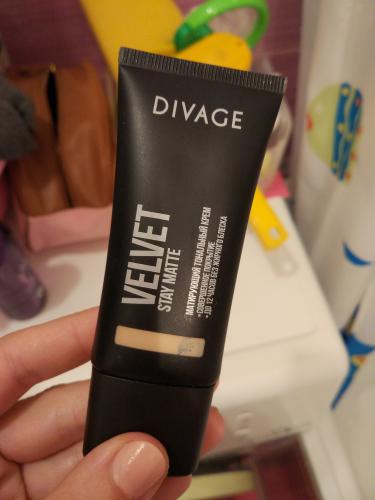 DIVAGE
VELVET
STAY MATTE
МАТИРУЮЩИЙ ТОНАЛЬНЫЙ КРЕМ
• СОВЕРШЕННОЕ ПОКРЫТИЕ
• ДО 12 ЧАСОВ БЕЗ ЖИРНОГО БЛЕСКА